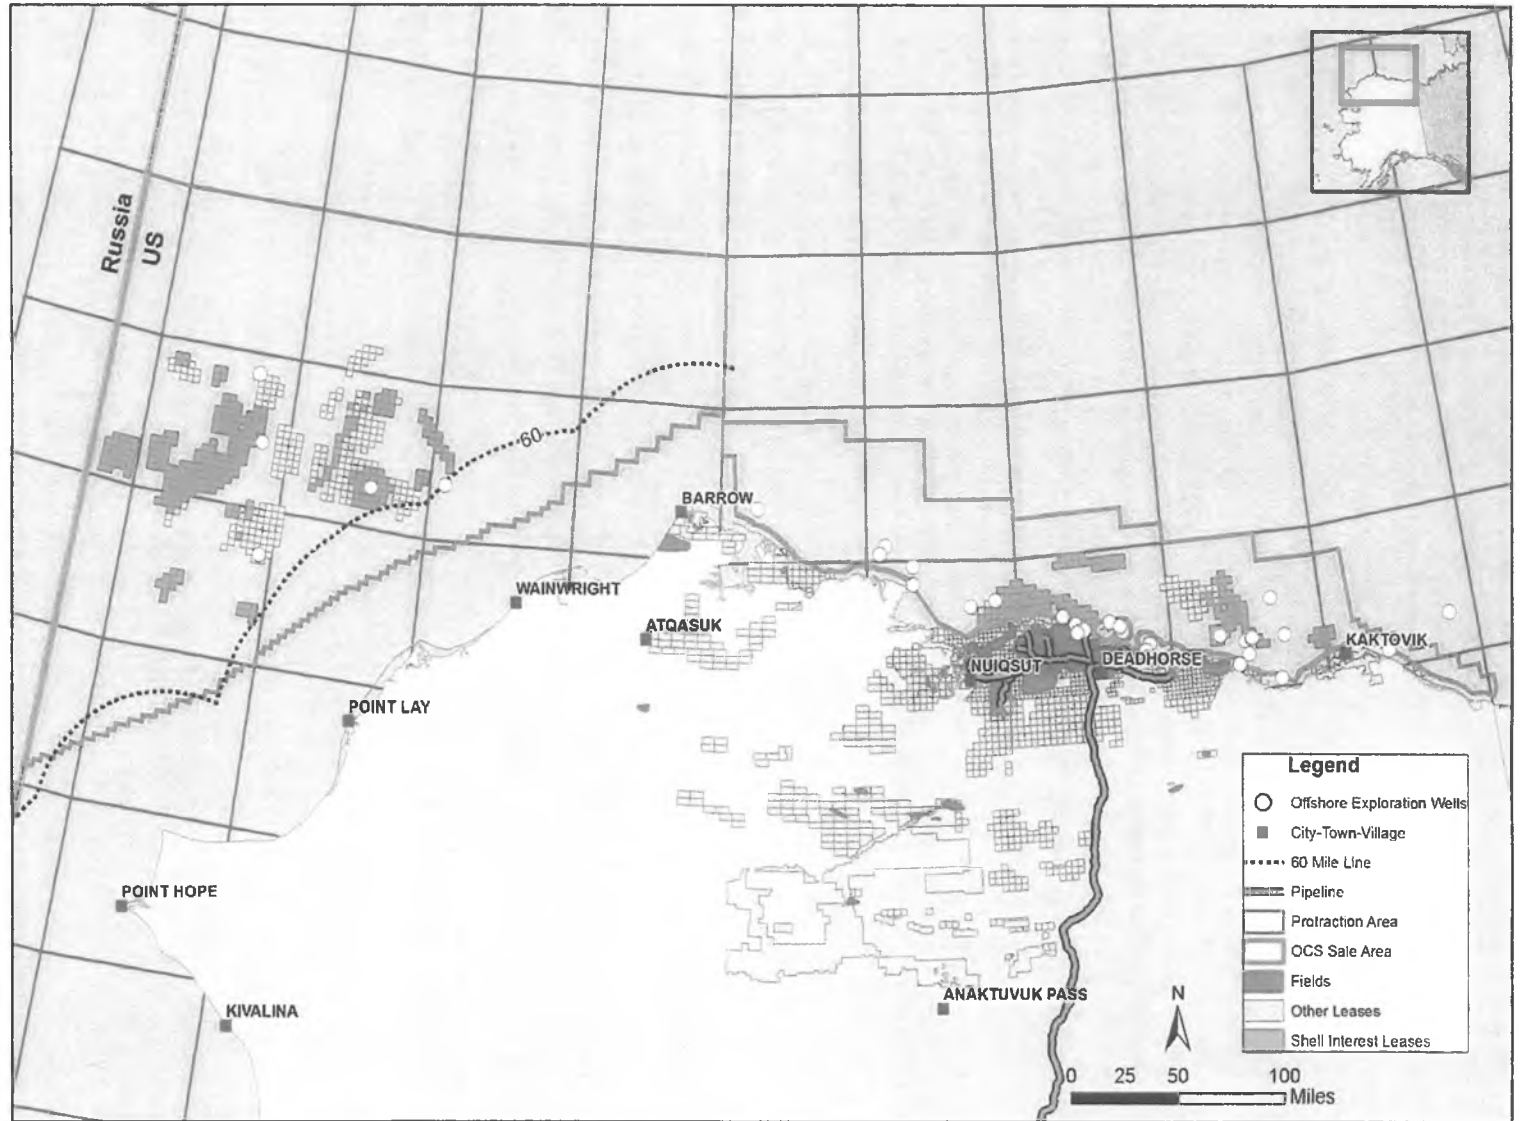 Russia
US
60
BARROW
WAINWRIGHT
ATQASUK
NUIQSUT
DEADHORSE
KAKTOVIK
POINT LAY
POINT HOPE
KIVALINA
ANAKTUVUK PASS
Legend
Offshore Exploration Wells
City-Town-Village
60 Mile Line
Pipeline
Protraction Area
OCS Sale Area
Fields
Other Leases
Shell Interest Leases
N
0 25 50 100
Miles